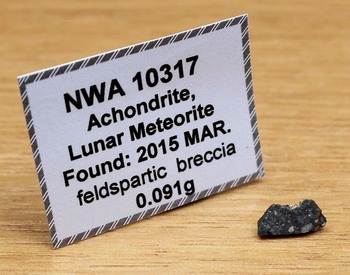 NWA 10317
Achondrite,
Lunar Meteorite
Found: 2015 MAR.
feldspartic breccia
0.091g